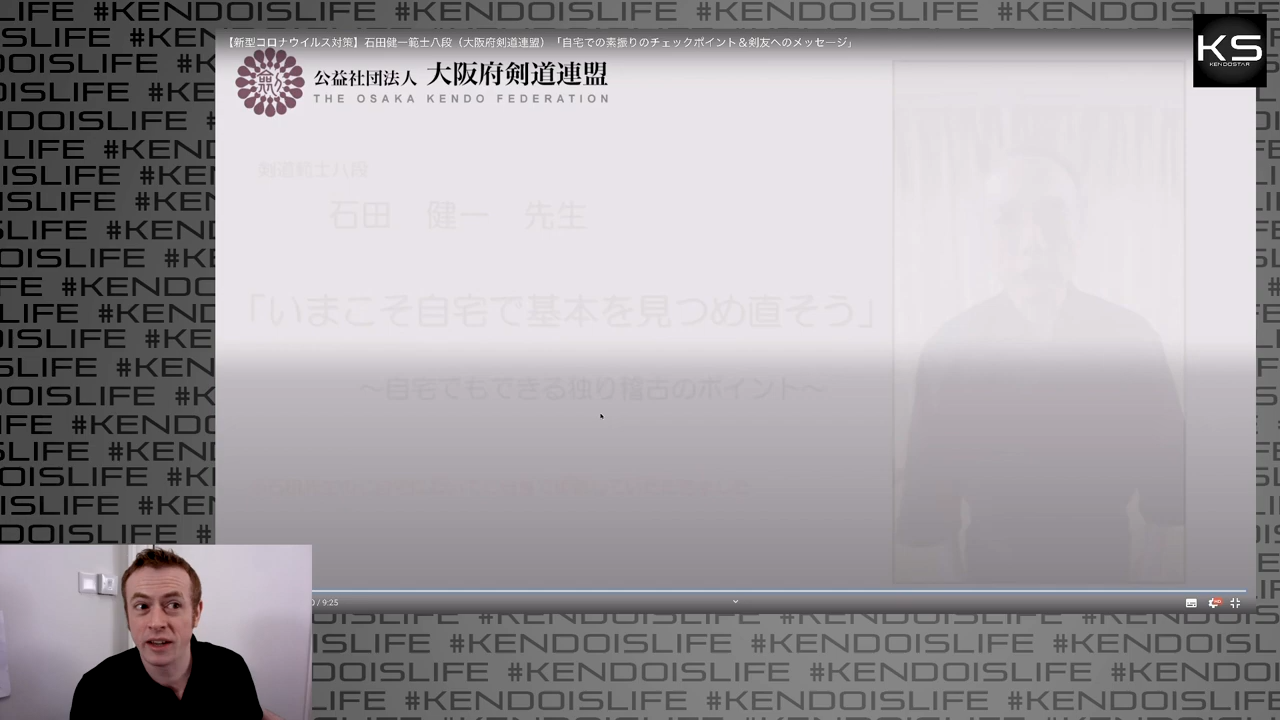 【新型コロナウイルス対策】石田健一範士八段（大阪府剣道連盟）「自宅での素振りのチェックポイント＆剣友へのメッセージ」
公益社団法人 大阪府剣道連盟
THE OSAKA KENDO FEDERATION
KS
KENDOSTAR
剣道範士八段
石田 健一 先生
「いまこそ自宅で基本を見つめ直そう」
～自宅でもできる独り稽古のポイント～
/ 9:25
#KENDOISLIFE #KENDOISLIFE #KENDOISLIFE #KENDOISLIFE